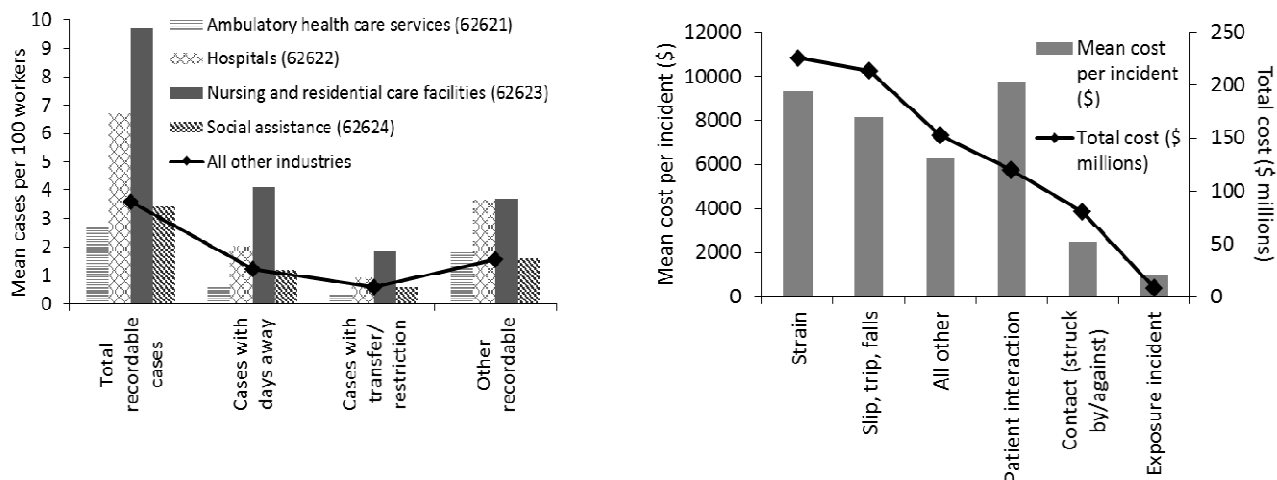 Mean cases per 100 workers
10
9
8
7
6
5
4
3
2
1
0
Ambulatory health care services (62621)
Hospitals (62622)
Nursing and residential care facilities (62623)
Social assistance (62624)
All other industries
Total
recordable
cases
Cases with
days away
Cases with
transfer/
restriction
Other
recordable
Mean cost per incident ($)
12000
10000
8000
6000
4000
2000
0
Mean cost
per incident
($)
Total cost ($
millions)
250
200
150
100
50
0
Total cost ($ millions)
Strain
Slip, trip, falls
All other
Patient interaction
Contact (struck
by/against)
Exposure incident